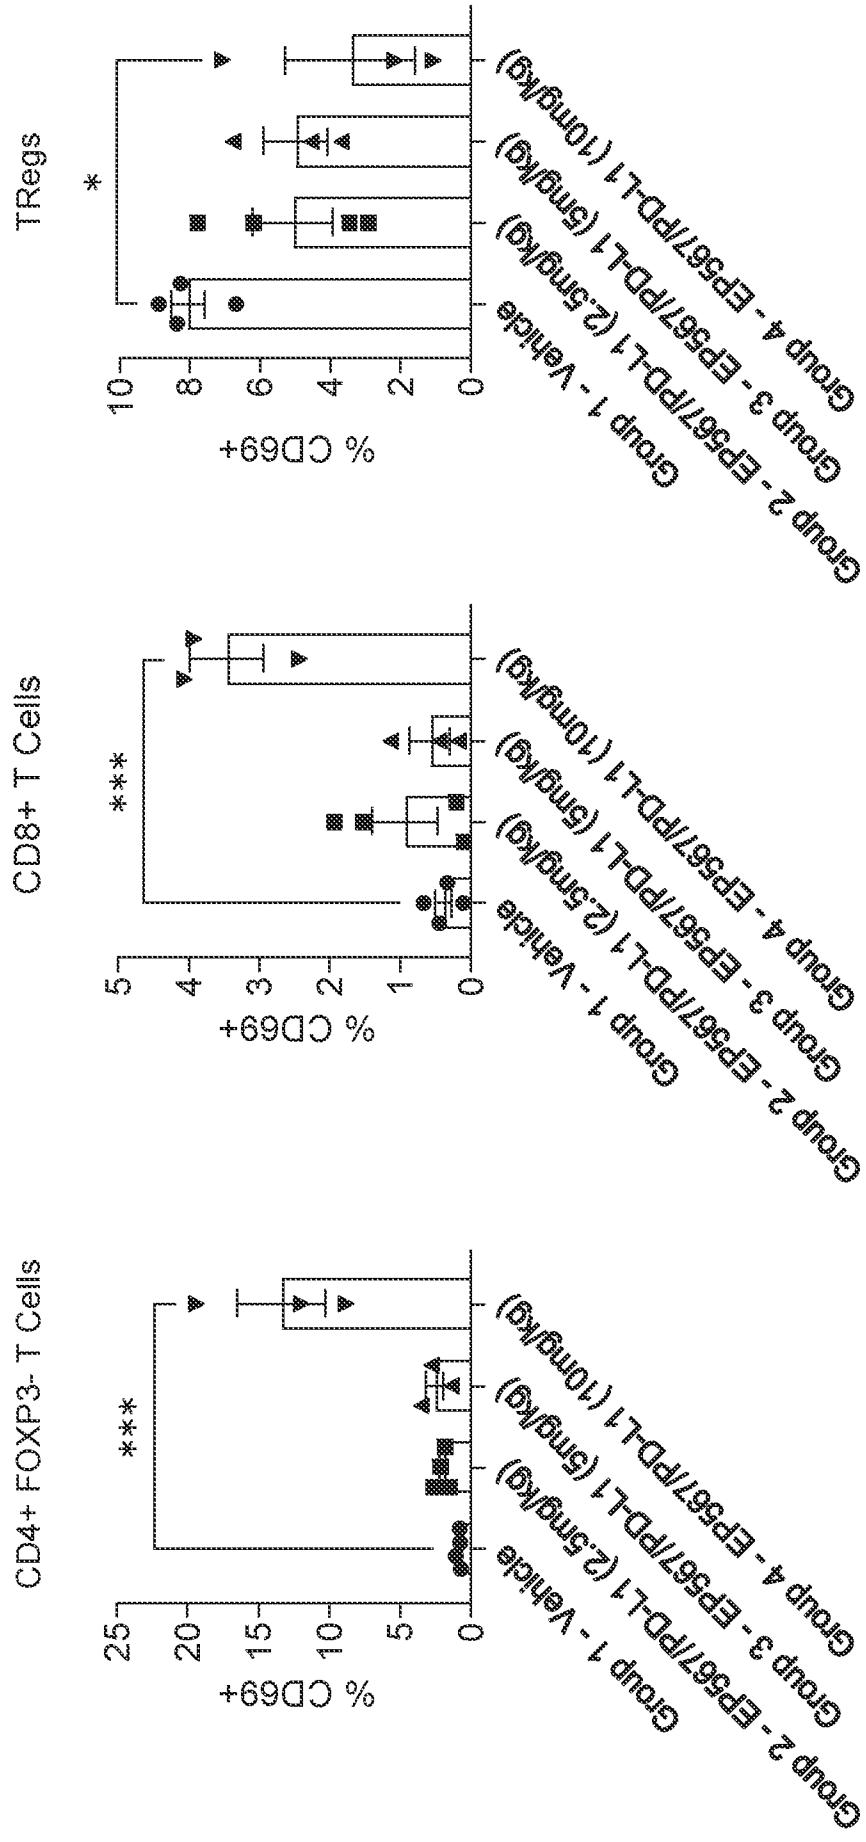 CD4+ FOXP3- T Cells
***
% CD69+
25
20
15
10
5
0
Group 1 - Vehicle
Group 2 - EP567/PD-L1 (2.5mg/kg)
Group 3 - EP567/PD-L1 (5mg/kg)
Group 4 - EP567/PD-L1 (10mg/kg)
CD8+ T Cells
***
% CD69+
5
4
3
2
1
0
Group 1 - Vehicle
Group 2 - EP567/PD-L1 (2.5mg/kg)
Group 3 - EP567/PD-L1 (5mg/kg)
Group 4 - EP567/PD-L1 (10mg/kg)
TRegs
*
% CD69+
10
8
6
4
2
0
Group 1 - Vehicle
Group 2 - EP567/PD-L1 (2.5mg/kg)
Group 3 - EP567/PD-L1 (5mg/kg)
Group 4 - EP567/PD-L1 (10mg/kg)